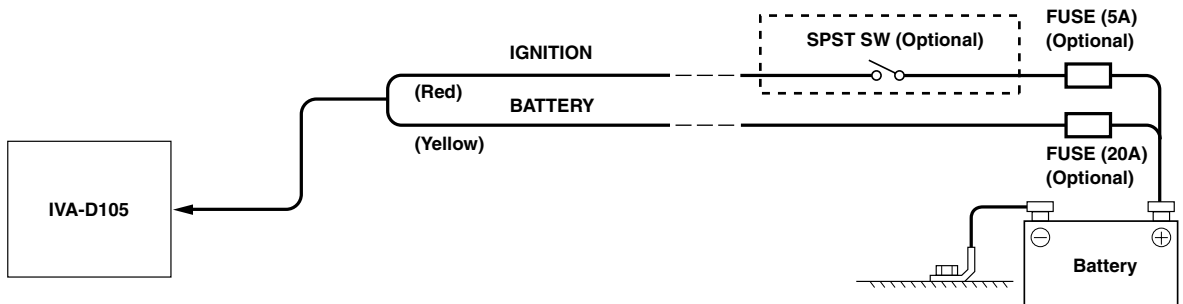 FUSE (5A)
(Optional)
SPST SW (Optional)
IGNITION
(Red)
BATTERY
(Yellow)
FUSE (20A)
(Optional)
IVA-D105
Battery